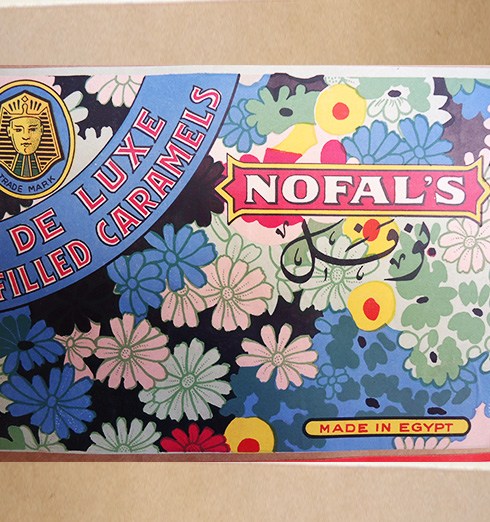 TRADE MARK
DE LUXE
FILLED CARAMELS
NOFAL'S
نوفل
MADE IN EGYPT